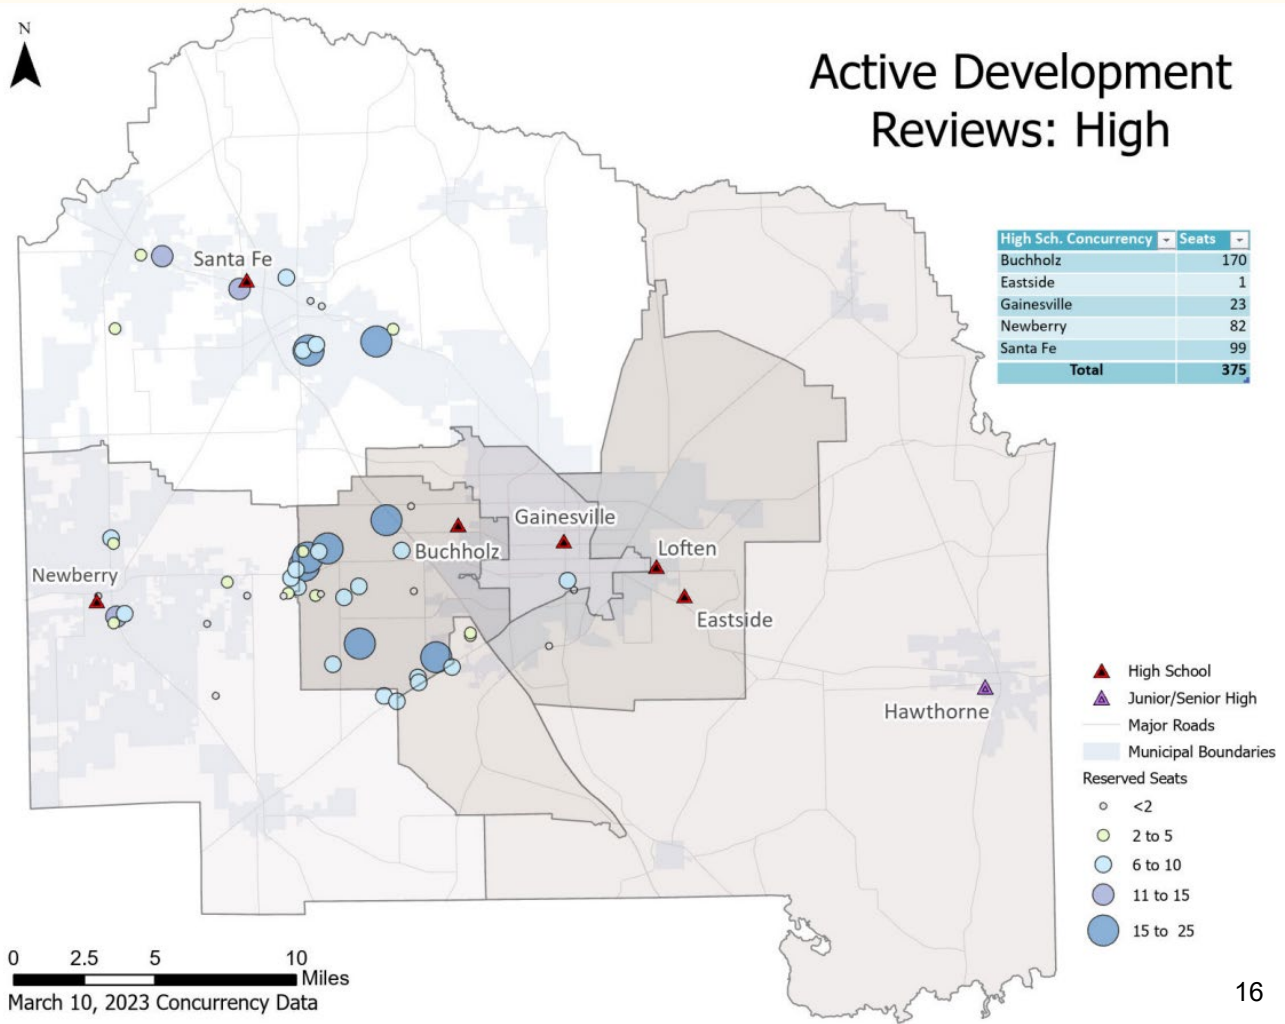 N
Active Development
Reviews: High
High Sch. Concurrency Seats
Buchholz 170
Eastside 1
Gainesville 23
Newberry 82
Santa Fe 99
Total 375
Santa Fe
Gainesville
Buchholz
Loften
Newberry
Eastside
Hawthorne
High School
Junior/Senior High
Major Roads
Municipal Boundaries
Reserved Seats
<2
2 to 5
6 to 10
11 to 15
15 to 25
0 2.5 5 10
Miles
March 10, 2023 Concurrency Data
16